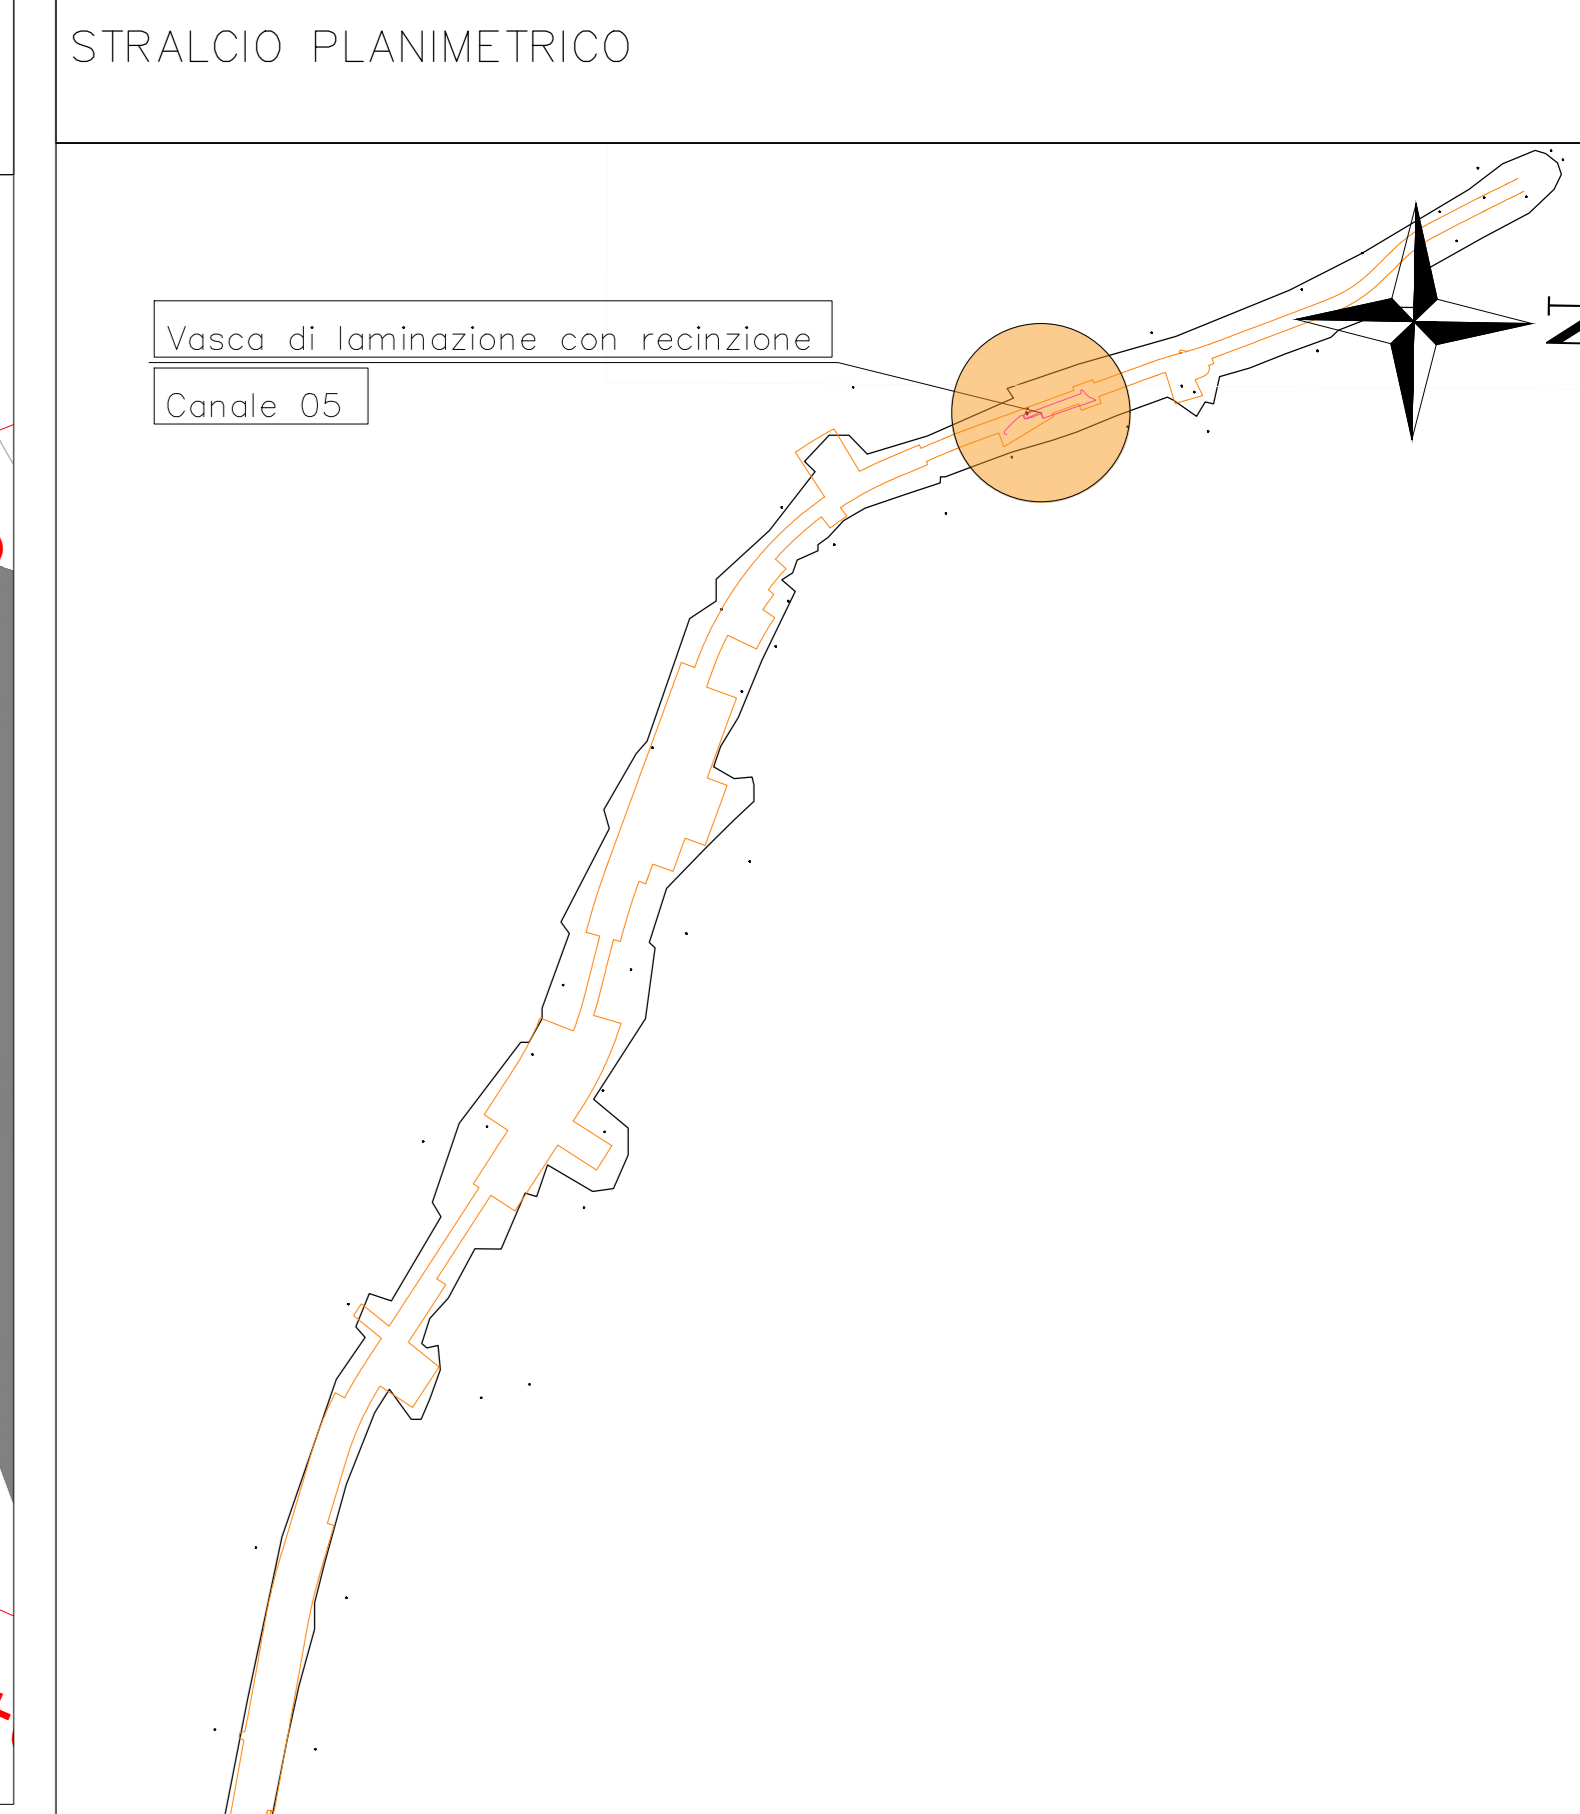 STRALCIO PLANIMETRICO
Vasca di laminazione con recinzione
Canale 05
N